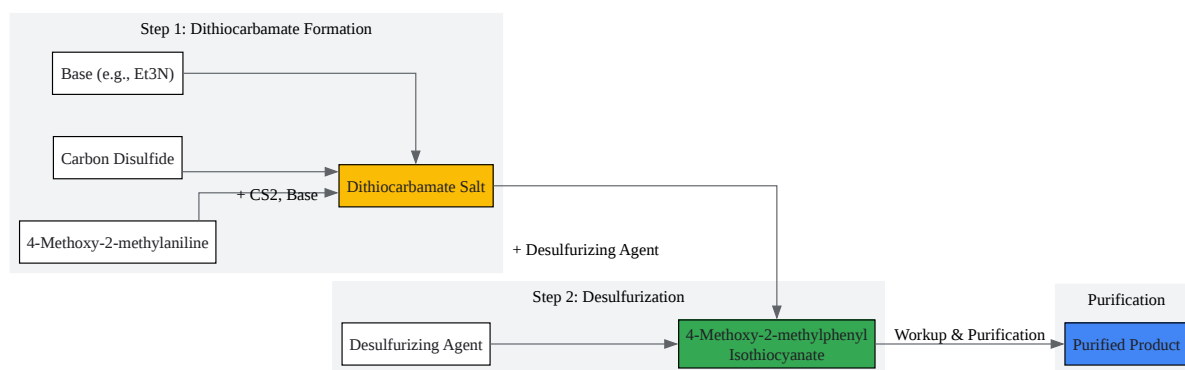 Step 1: Dithiocarbamate Formation
Base (e.g., Et3N)
Carbon Disulfide
Dithiocarbamate Salt
+ CS2, Base
4-Methoxy-2-methylaniline
+ Desulfurizing Agent
Step 2: Desulfurization
Purification
Desulfurizing Agent
4-Methoxy-2-methylphenyl
Isothiocyanate
Workup & Purification
Purified Product